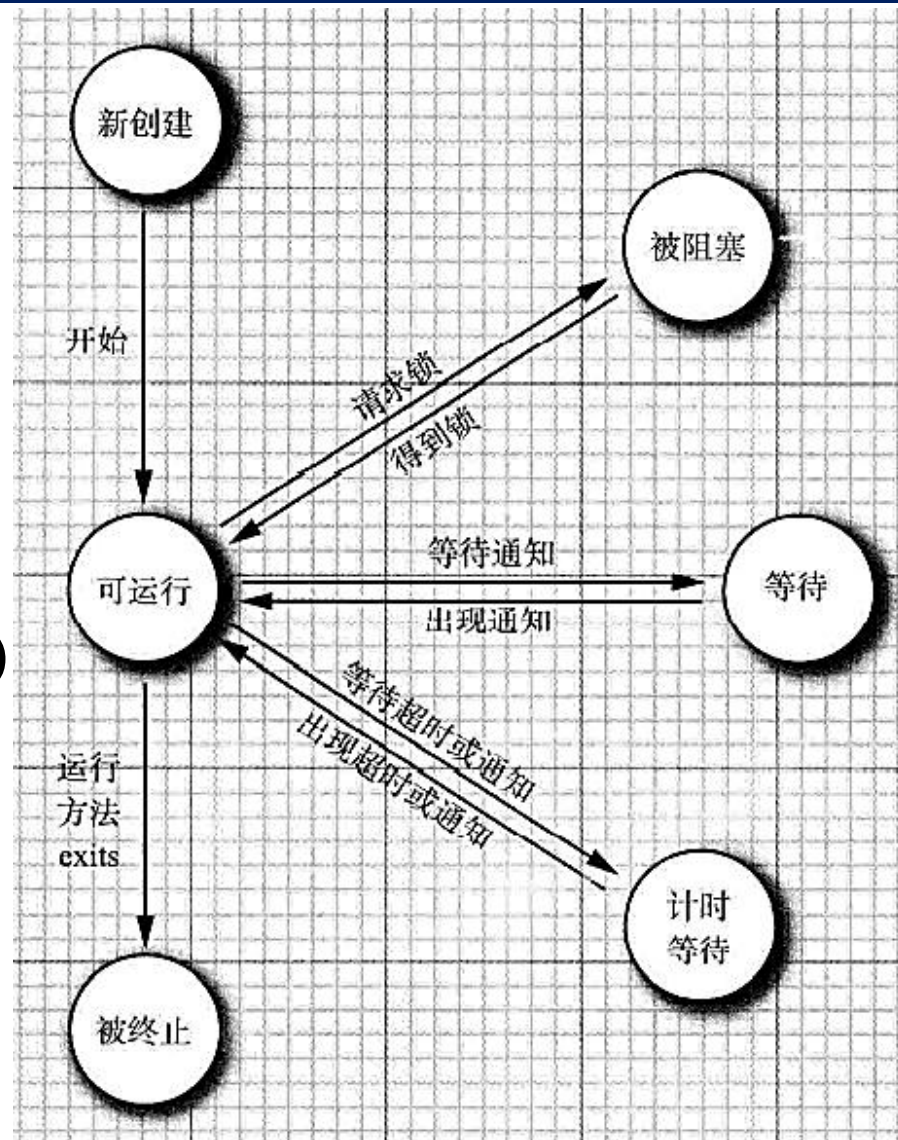 新创建
被阻塞
开始
请求锁
得到锁
可运行
等待通知
出现通知
等待
)
等待超时或通知
出现超时或通知
运行
方法
exits
计时
等待
被终止